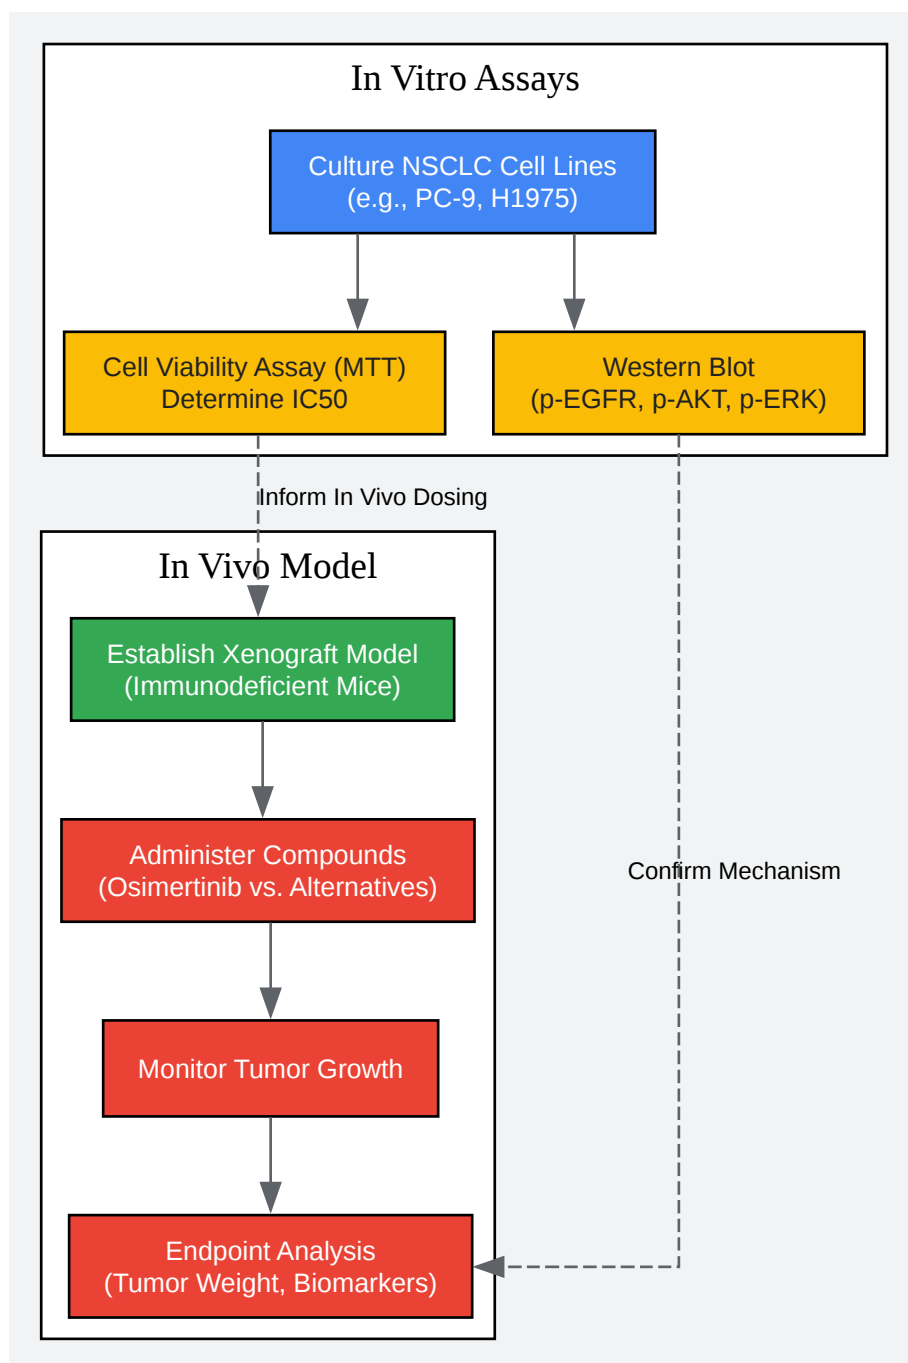 In Vitro Assays
Culture NSCLC Cell Lines
(e.g., PC-9, H1975)
Cell Viability Assay (MTT)
Determine IC50
Western Blot
(p-EGFR, p-AKT, p-ERK)
Inform In Vivo Dosing
In Vivo Model
Establish Xenograft Model
(Immunodeficient Mice)
Administer Compounds
(Osimertinib vs. Alternatives)
Confirm Mechanism
Monitor Tumor Growth
Endpoint Analysis
(Tumor Weight, Biomarkers)